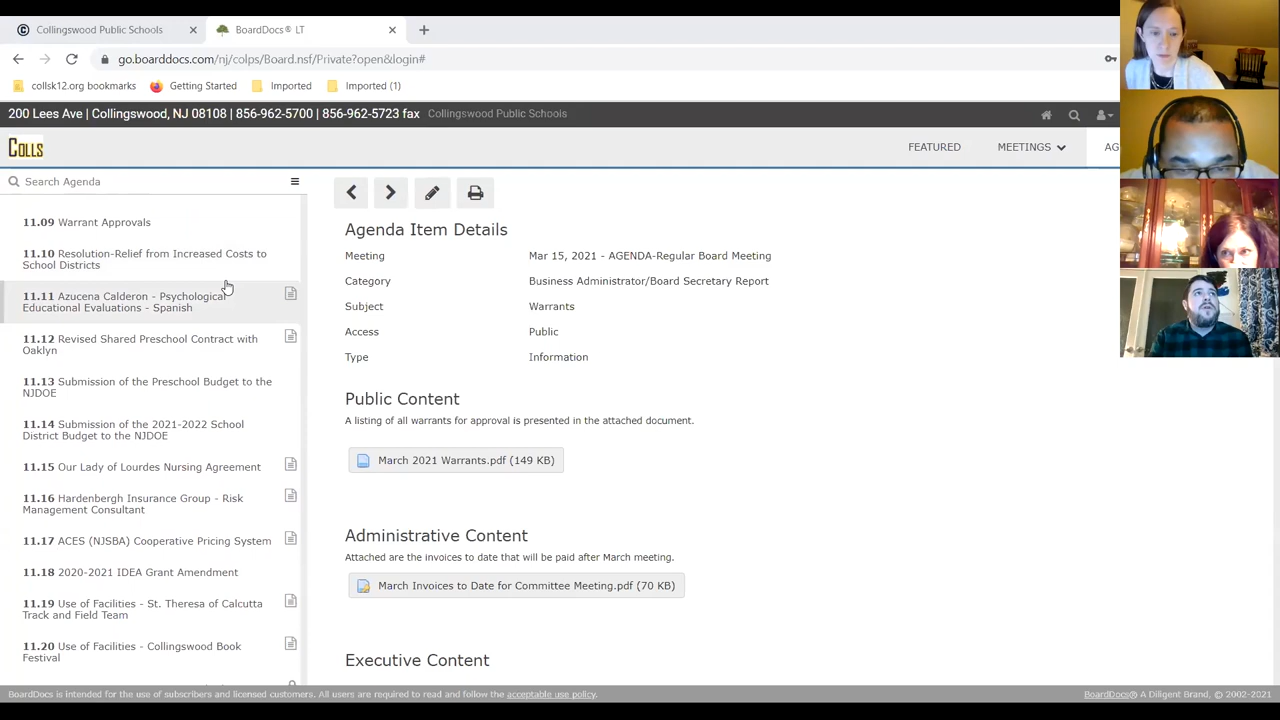 Collingswood Public Schools
BoardDocs® LT
go.boarddocs.com/nj/colps/Board.nsf/Private?open&login#
collsk12.org bookmarks
Getting Started
Imported
Imported (1)
200 Lees Ave | Collingswood, NJ 08108 | 856-962-5700 | 856-962-5723 fax
Collingswood Public Schools
COLLS
FEATURED
MEETINGS
AG
Search Agenda
11.09 Warrant Approvals
11.10 Resolution-Relief from Increased Costs to
School Districts
11.11 Azucena Calderon - Psychological
Educational Evaluations - Spanish
11.12 Revised Shared Preschool Contract with
Oaklyn
11.13 Submission of the Preschool Budget to the
NJDOE
11.14 Submission of the 2021-2022 School
District Budget to the NJDOE
11.15 Our Lady of Lourdes Nursing Agreement
11.16 Hardenbergh Insurance Group - Risk
Management Consultant
11.17 ACES (NJSBA) Cooperative Pricing System
11.18 2020-2021 IDEA Grant Amendment
11.19 Use of Facilities - St. Theresa of Calcutta
Track and Field Team
11.20 Use of Facilities - Collingswood Book
Festival
Agenda Item Details
Meeting
Mar 15, 2021 - AGENDA-Regular Board Meeting
Category
Business Administrator/Board Secretary Report
Subject
Warrants
Access
Public
Type
Information
Public Content
A listing of all warrants for approval is presented in the attached document.
March 2021 Warrants.pdf (149 KB)
Administrative Content
Attached are the invoices to date that will be paid after March meeting.
March Invoices to Date for Committee Meeting.pdf (70 KB)
Executive Content
BoardDocs is intended for the use of subscribers and licensed customers. All users are required to read and follow the acceptable use policy.
BoardDocs® A Diligent Brand, © 2002-2021